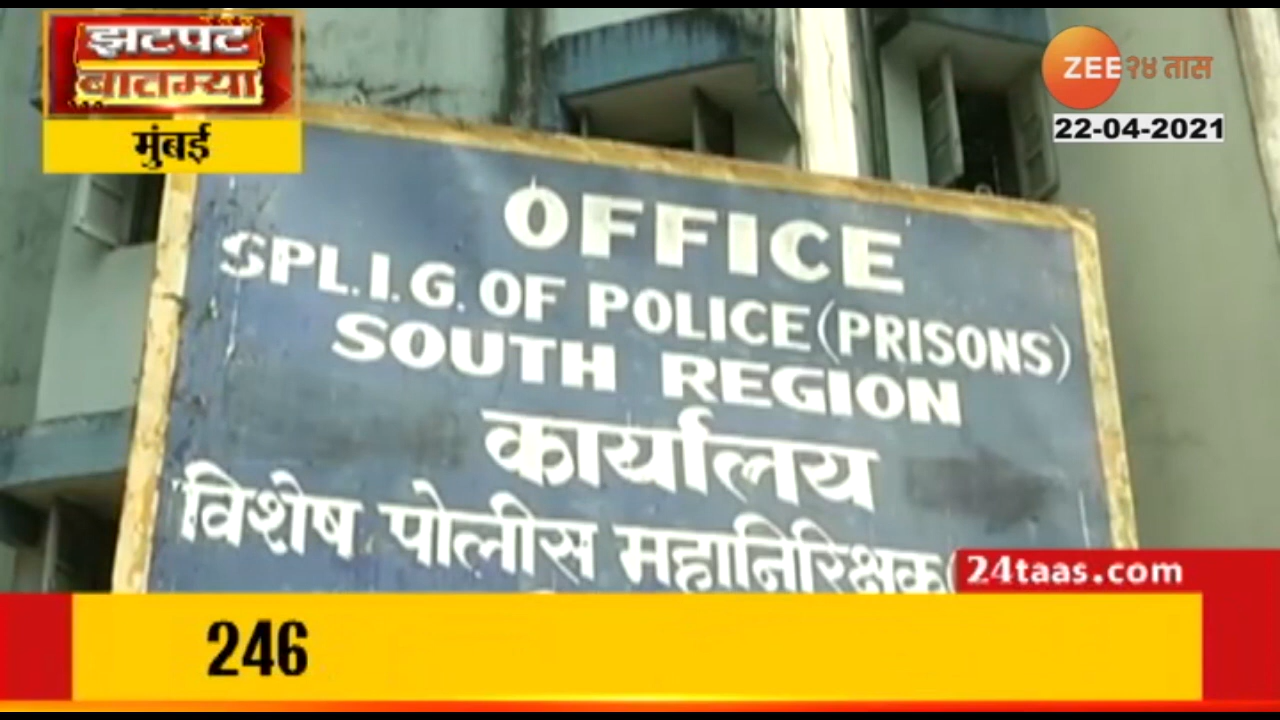 झटपट
बातम्या
मुंबई
ZEE २४ तास
22-04-2021
OFFICE
SPL.I.G. OF POLICE (PRISONS)
SOUTH REGION
कार्यालय
विशेष पोलीस महानिरिक्षक(
24taas.com
246